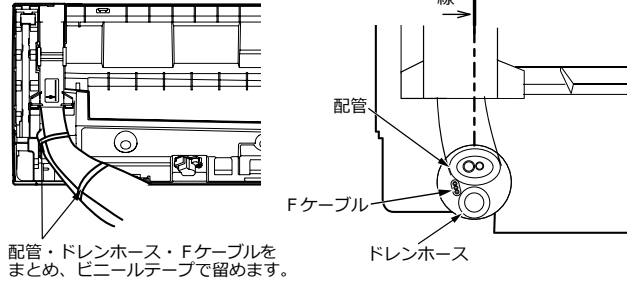 線
配管
Fケーブル
ドレンホース
配管・ドレンホース・Fケーブルを
まとめ、ビニールテープで留めます。